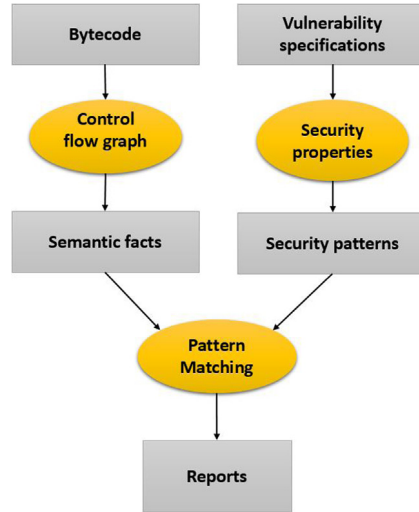 Bytecode
Vulnerability
specifications
Control
flow graph
Security
properties
Semantic facts
Security patterns
Pattern
Matching
Reports